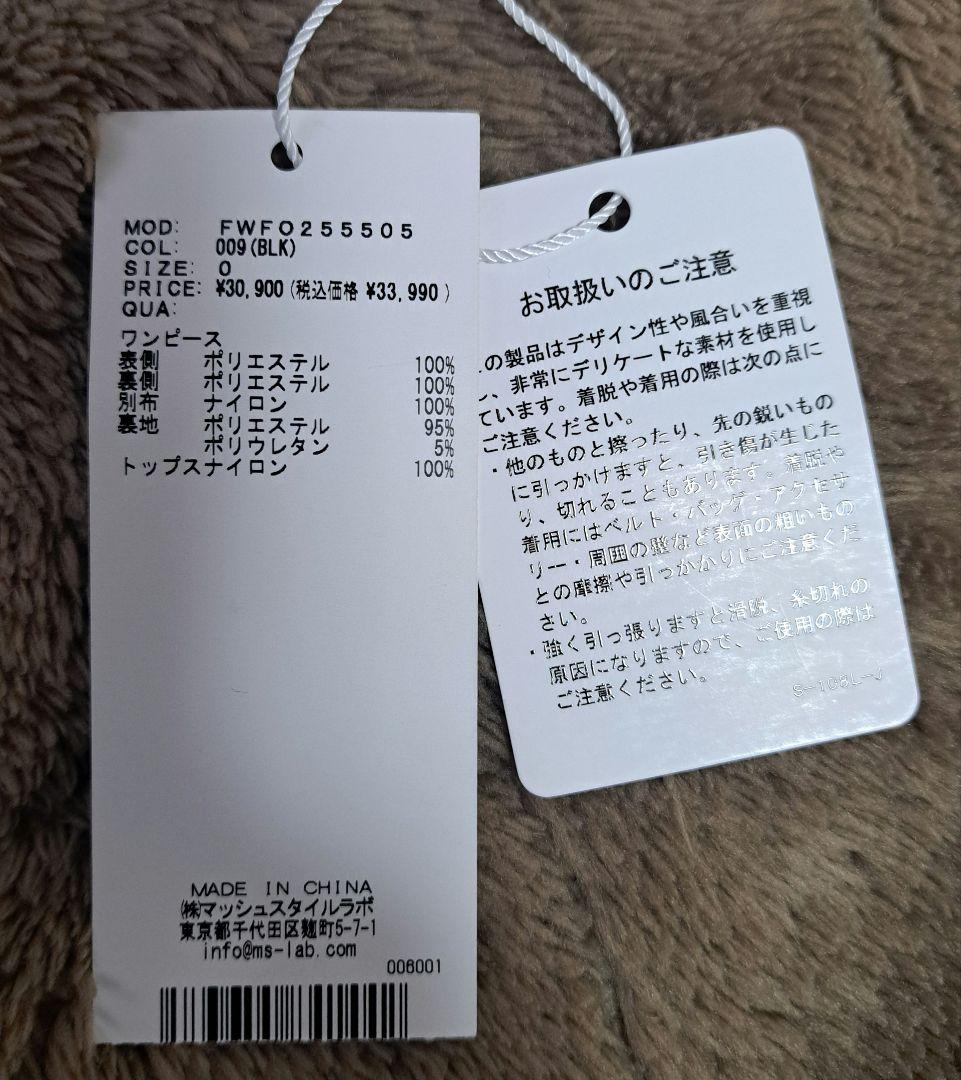 MOD: FWFO255505
COL: 009(BLK)
SIZE: 0
PRICE: ¥30,900(税込価格 ¥33,990)
QUA:
ワンピース
表側 ポリエステル 100%
裏側 ポリエステル 100%
別布 ナイロン 100%
裏地 ポリエステル 95%
ポリウレタン 5%
トップスナイロン 100%
MADE IN CHINA
㈱マッシュスタイルラボ
東京都千代田区麹町5-7-1
info@ms-lab.com
006001
お取扱いのご注意
の製品はデザイン性や風合いを重視
、非常にデリケートな素材を使用し
ています。着脱や着用の際は次の点に
ご注意ください。
・他のものと擦ったり、先の鋭いもの
に引っかけますと、引き傷が生じた
り、切れることもあります。着脱や
着用にはベルト・バッグ・アクセサ
リー・周囲の壁など表面の粗いもの
との摩擦や引っかかりにご注意くだ
さい。
・強く引っ張りますと滑脱、糸切れの
原因になりますので、ご使用の際は
ご注意ください。
S-108L-J